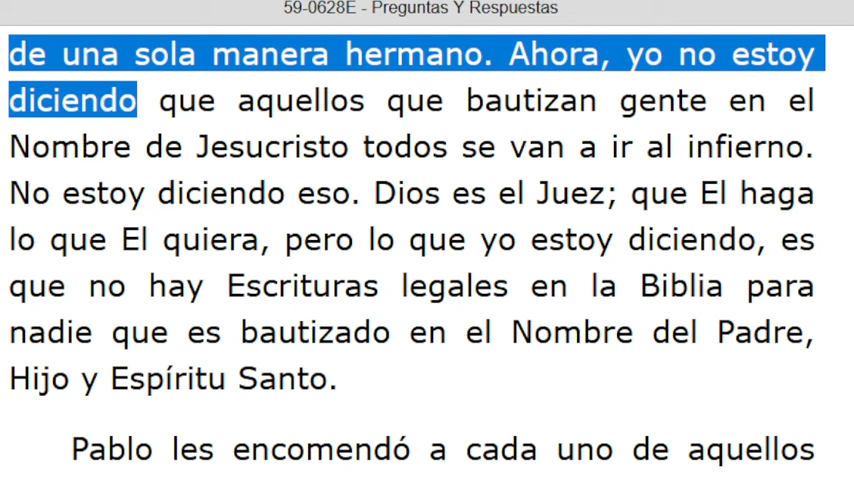 59-0628E - Preguntas Y Respuestas
de una sola manera hermano. Ahora, yo no estoy
diciendo que aquellos que bautizan gente en el
Nombre de Jesucristo todos se van a ir al infierno.
No estoy diciendo eso. Dios es el Juez; que El haga
lo que El quiera, pero lo que yo estoy diciendo, es
que no hay Escrituras legales en la Biblia para
nadie que es bautizado en el Nombre del Padre,
Hijo y Espíritu Santo.
Pablo les encomendó a cada uno de aquellos